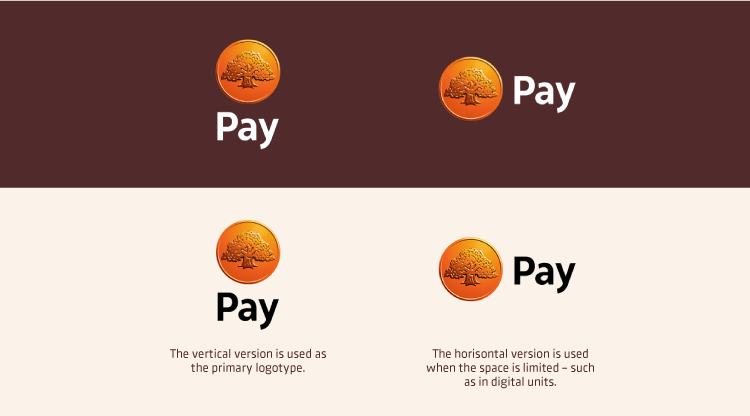 Pay
Pay
Pay
Pay
The vertical version is used as
the primary logotype.
The horisontal version is used
when the space is limited – such
as in digital units.